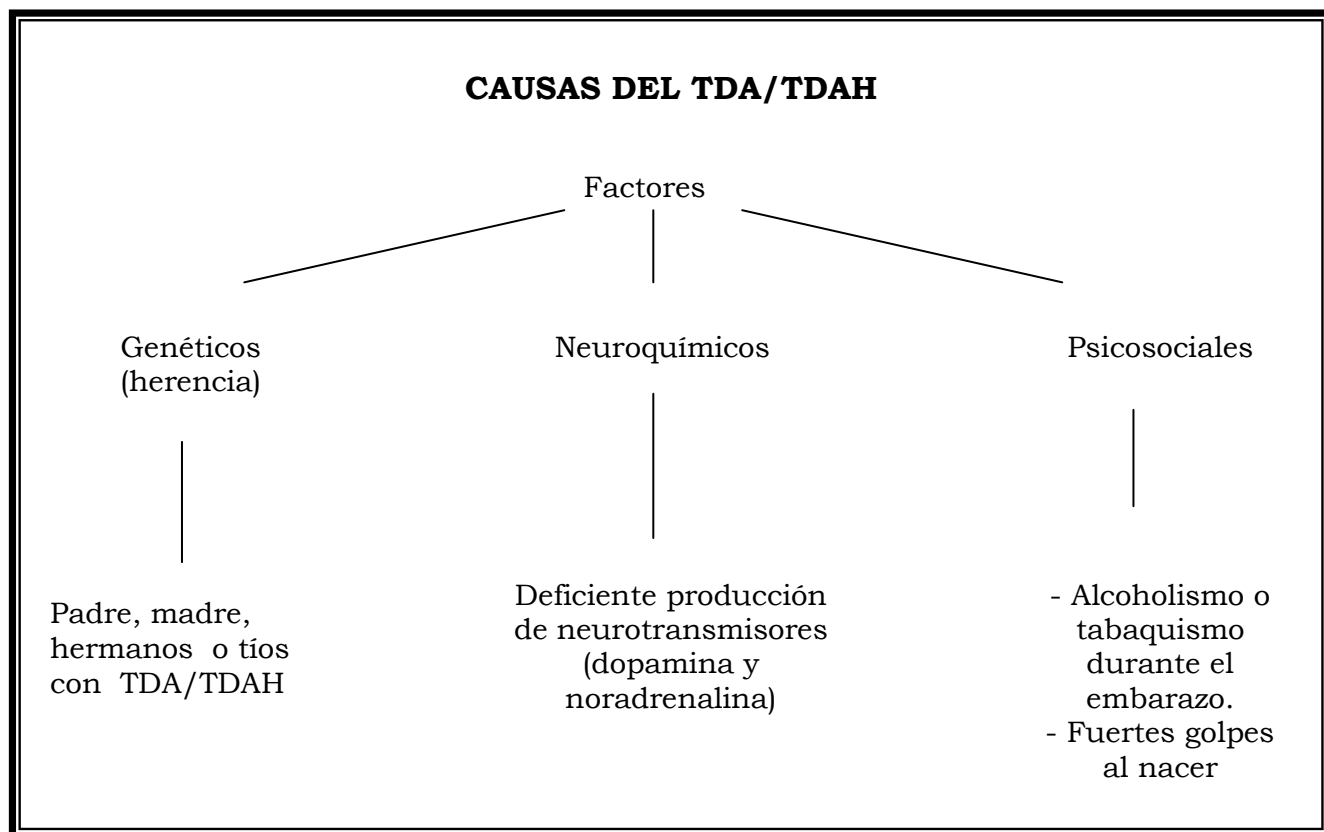 CAUSAS DEL TDA/TDAH
Factores
Genéticos
(herencia)
Neuroquímicos
Psicosociales
Padre, madre,
hermanos o tíos
con TDA/TDAH
Deficiente producción
de neurotransmisores
(dopamina y
noradrenalina)
- Alcoholismo o
tabaquismo
durante el
embarazo.
- Fuertes golpes
al nacer